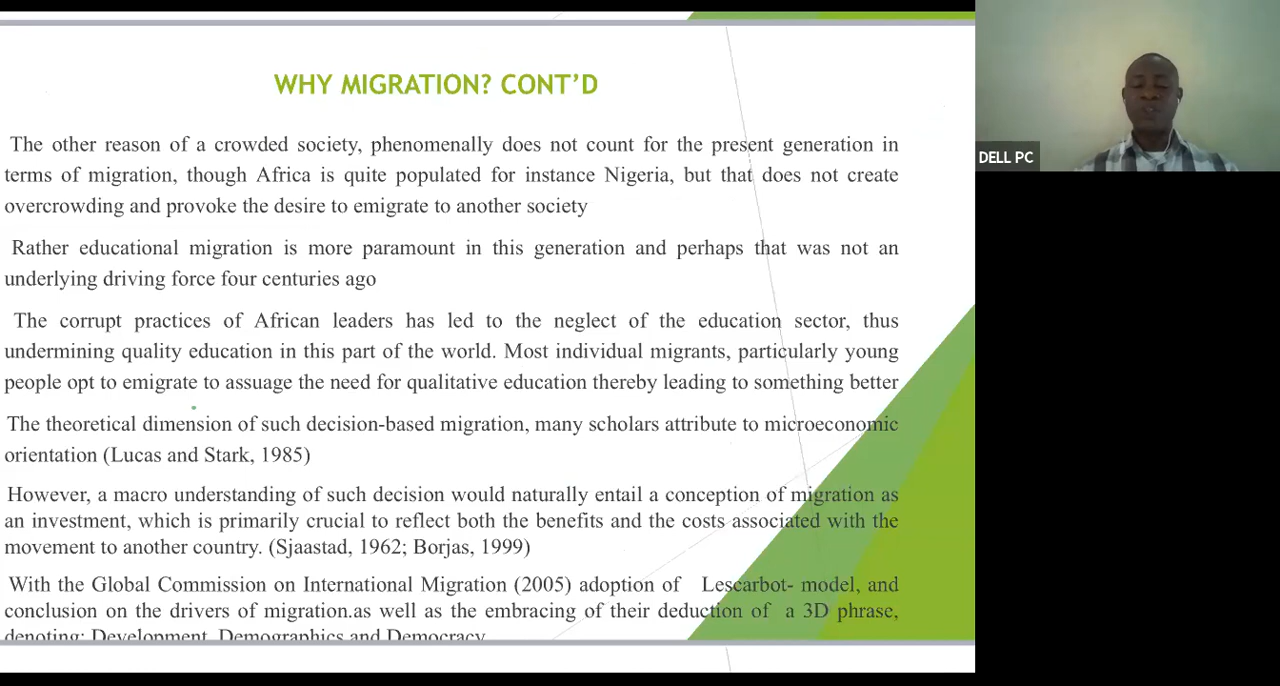 WHY MIGRATION? CONT’D
The other reason of a crowded society, phenomenally does not count for the present generation in
terms of migration, though Africa is quite populated for instance Nigeria, but that does not create
overcrowding and provoke the desire to emigrate to another society
Rather educational migration is more paramount in this generation and perhaps that was not an
underlying driving force four centuries ago
The corrupt practices of African leaders has led to the neglect of the education sector, thus
undermining quality education in this part of the world. Most individual migrants, particularly young
people opt to emigrate to assuage the need for qualitative education thereby leading to something better
The theoretical dimension of such decision-based migration, many scholars attribute to microeconomic
orientation (Lucas and Stark, 1985)
However, a macro understanding of such decision would naturally entail a conception of migration as
an investment, which is primarily crucial to reflect both the benefits and the costs associated with the
movement to another country. (Sjaastad, 1962; Borjas, 1999)
With the Global Commission on International Migration (2005) adoption of Lescarbot- model, and
conclusion on the drivers of migration.as well as the embracing of their deduction of a 3D phrase,
denoting: Development, Demographics and Democracy
DELL PC